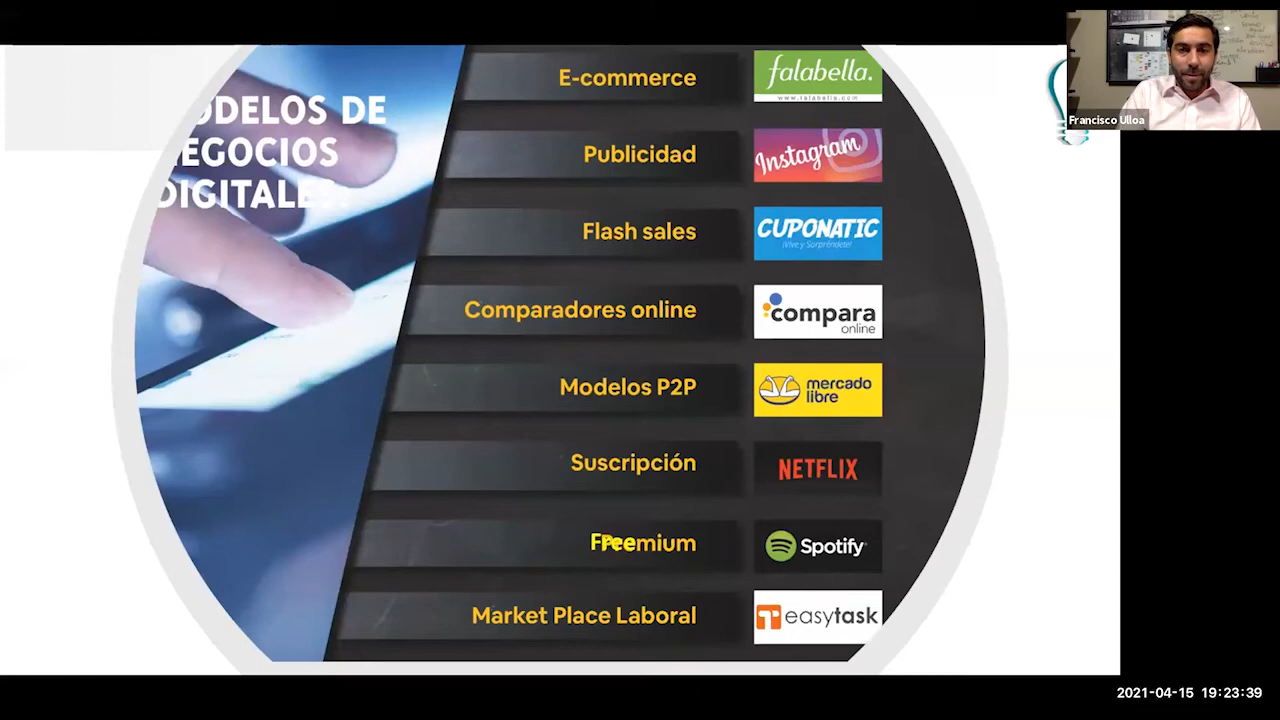 ODELOS DE
EGOCIOS
DIGITALES.
E-commerce
falabella.
www.falabella.com
Publicidad
Instagram
Flash sales
CUPONATIC
¡Vive y Sorpréndete!
Comparadores online
compara
online
Modelos P2P
mercado
libre
Suscripción
NETFLIX
Freemium
Spotify
Market Place Laboral
easytask
Francisco Ulloa
2021-04-15 19:23:39